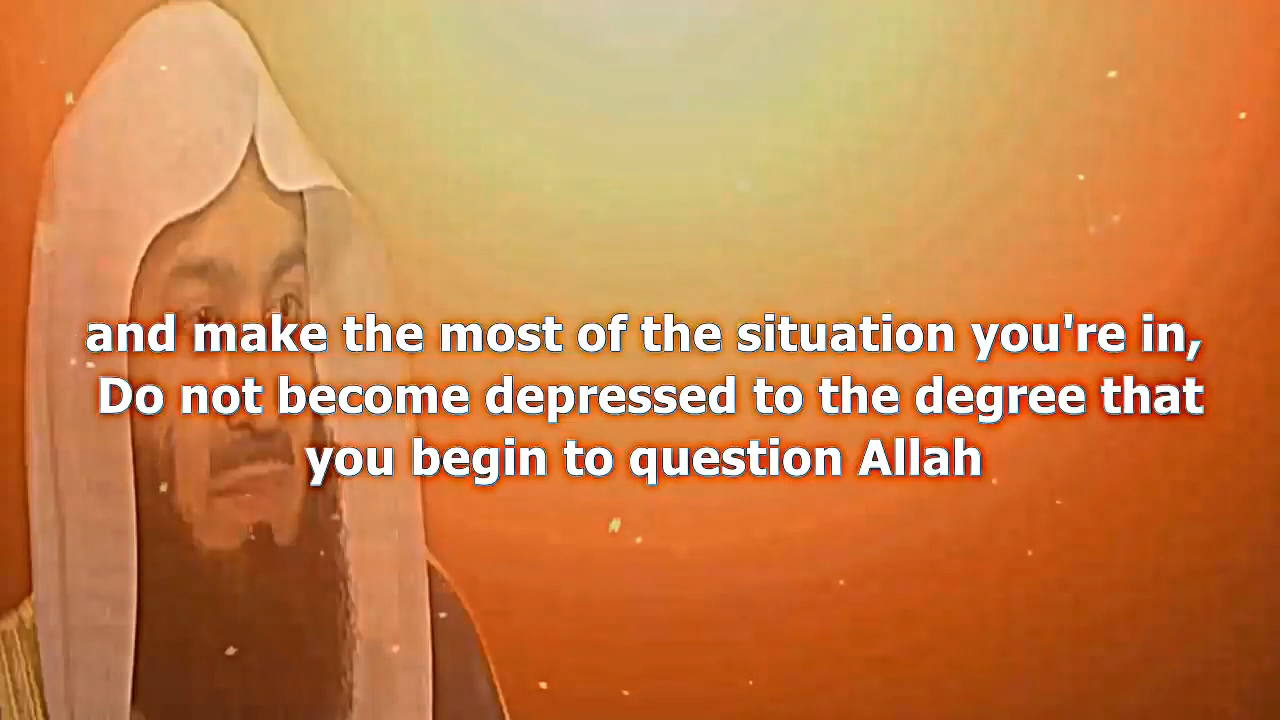 and make the most of the situation you're in,
Do not become depressed to the degree that
you begin to question Allah